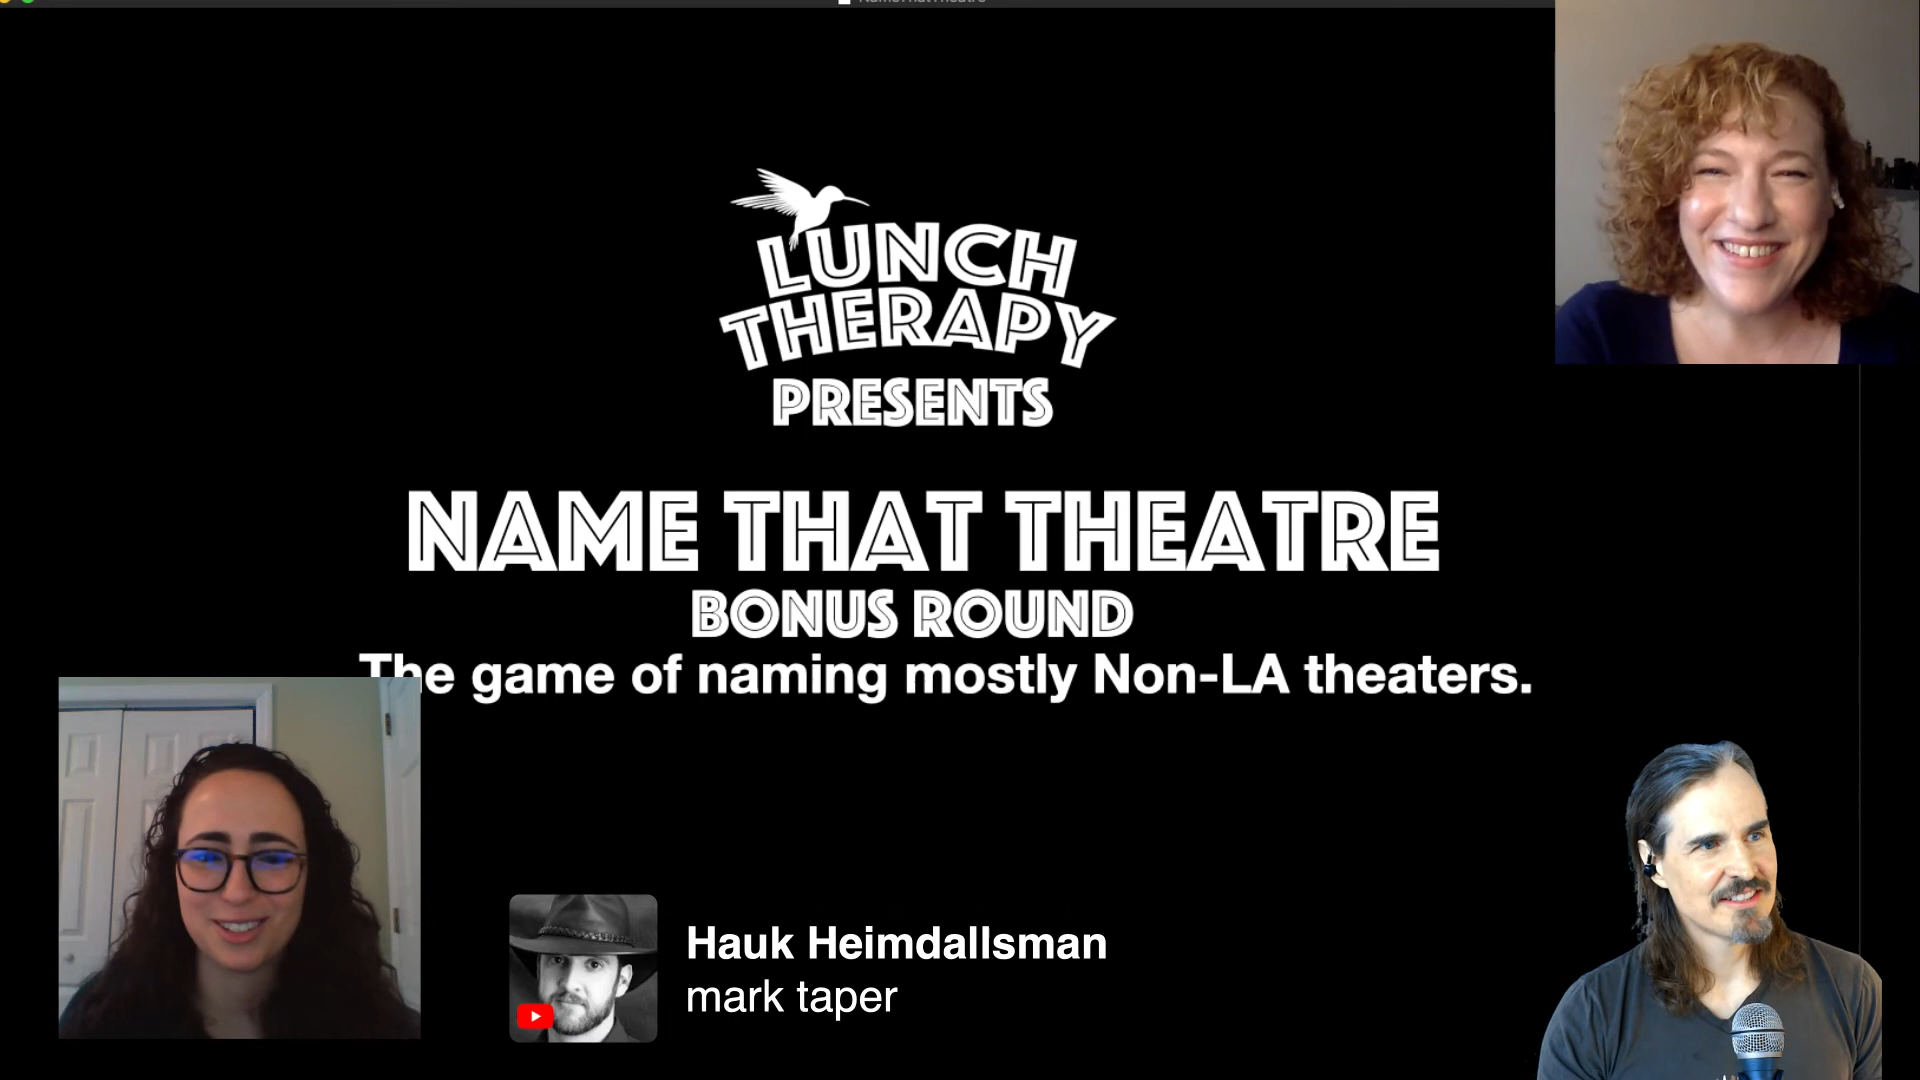 NameThatTheatre
LUNCH
THERAPY
PRESENTS
NAME THAT THEATRE
BONUS ROUND
The game of naming mostly Non-LA theaters.
Hauk Heimdallsman
mark taper